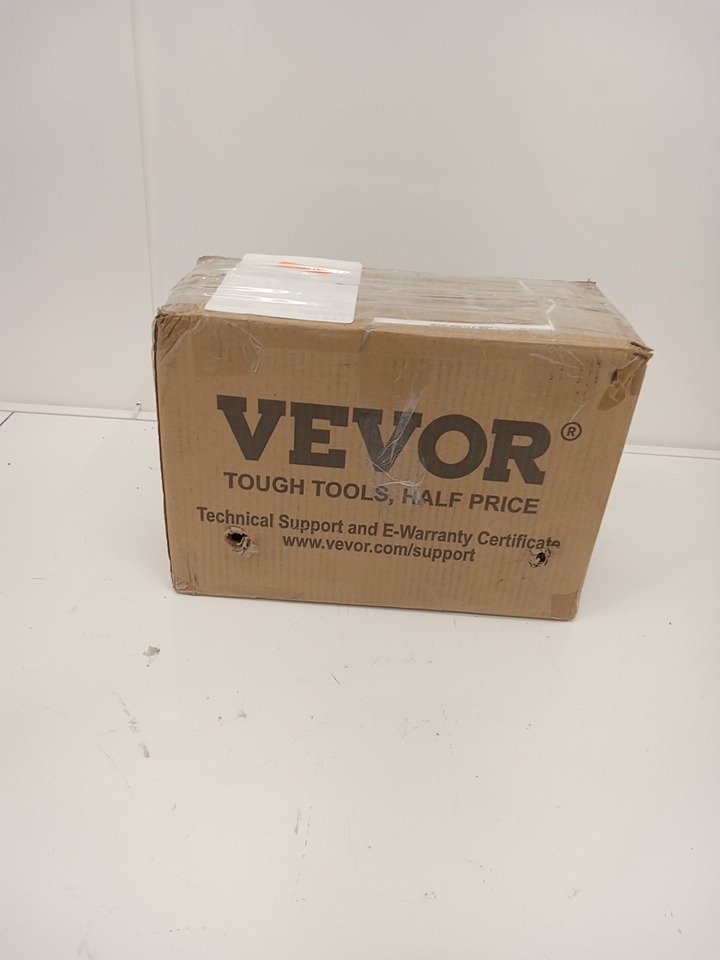 VEVOR®
TOUGH TOOLS, HALF PRICE
Technical Support and E-Warranty Certificate
www.vevor.com/support